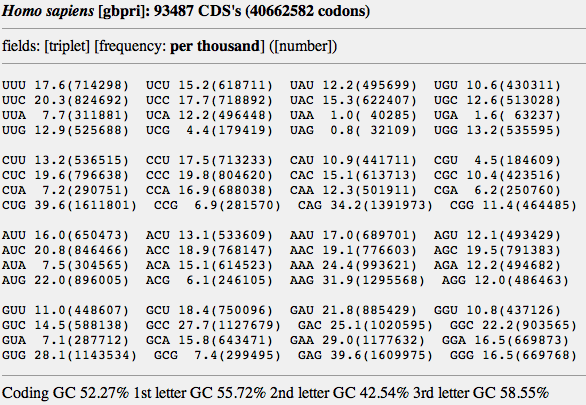 Homo sapiens [gbpri]: 93487 CDS's (40662582 codons)
fields: [triplet] [frequency: per thousand] ([number])
UUU 17.6(714298) UCU 15.2(618711) UAU 12.2(495699) UGU 10.6(430311)
UUC 20.3(824692) UCC 17.7(718892) UAC 15.3(622407) UGC 12.6(513028)
UUA 7.7(311881) UCA 12.2(496448) UAA 1.0( 40285) UGA 1.6( 63237)
UUG 12.9(525688) UCG 4.4(179419) UAG 0.8( 32109) UGG 13.2(535595)
CUU 13.2(536515) CCU 17.5(713233) CAU 10.9(441711) CGU 4.5(184609)
CUC 19.6(796638) CCC 19.8(804620) CAC 15.1(613713) CGC 10.4(423516)
CUA 7.2(290751) CCA 16.9(688038) CAA 12.3(501911) CGA 6.2(250760)
CUG 39.6(1611801) CCG 6.9(281570) CAG 34.2(1391973) CGG 11.4(464485)
AUU 16.0(650473) ACU 13.1(533609) AAU 17.0(689701) AGU 12.1(493429)
AUC 20.8(846466) ACC 18.9(768147) AAC 19.1(776603) AGC 19.5(791383)
AUA 7.5(304565) ACA 15.1(614523) AAA 24.4(993621) AGA 12.2(494682)
AUG 22.0(896005) ACG 6.1(246105) AAG 31.9(1295568) AGG 12.0(486463)
GUU 11.0(448607) GCU 18.4(750096) GAU 21.8(885429) GGU 10.8(437126)
GUC 14.5(588138) GCC 27.7(1127679) GAC 25.1(1020595) GGC 22.2(903565)
GUA 7.1(287712) GCA 15.8(643471) GAA 29.0(1177632) GGA 16.5(669873)
GUG 28.1(1143534) GCG 7.4(299495) GAG 39.6(1609975) GGG 16.5(669768)
Coding GC 52.27% 1st letter GC 55.72% 2nd letter GC 42.54% 3rd letter GC 58.55%